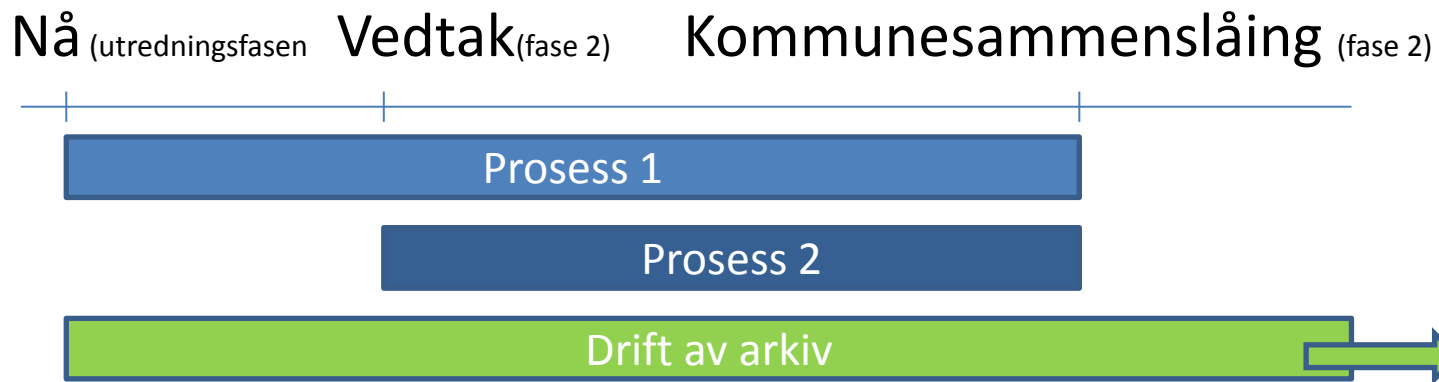 Nå (utredningsfasen Vedtak(fase 2) Kommunesammenslåing (fase 2)
Prosess 1
Prosess 2
Drift av arkiv